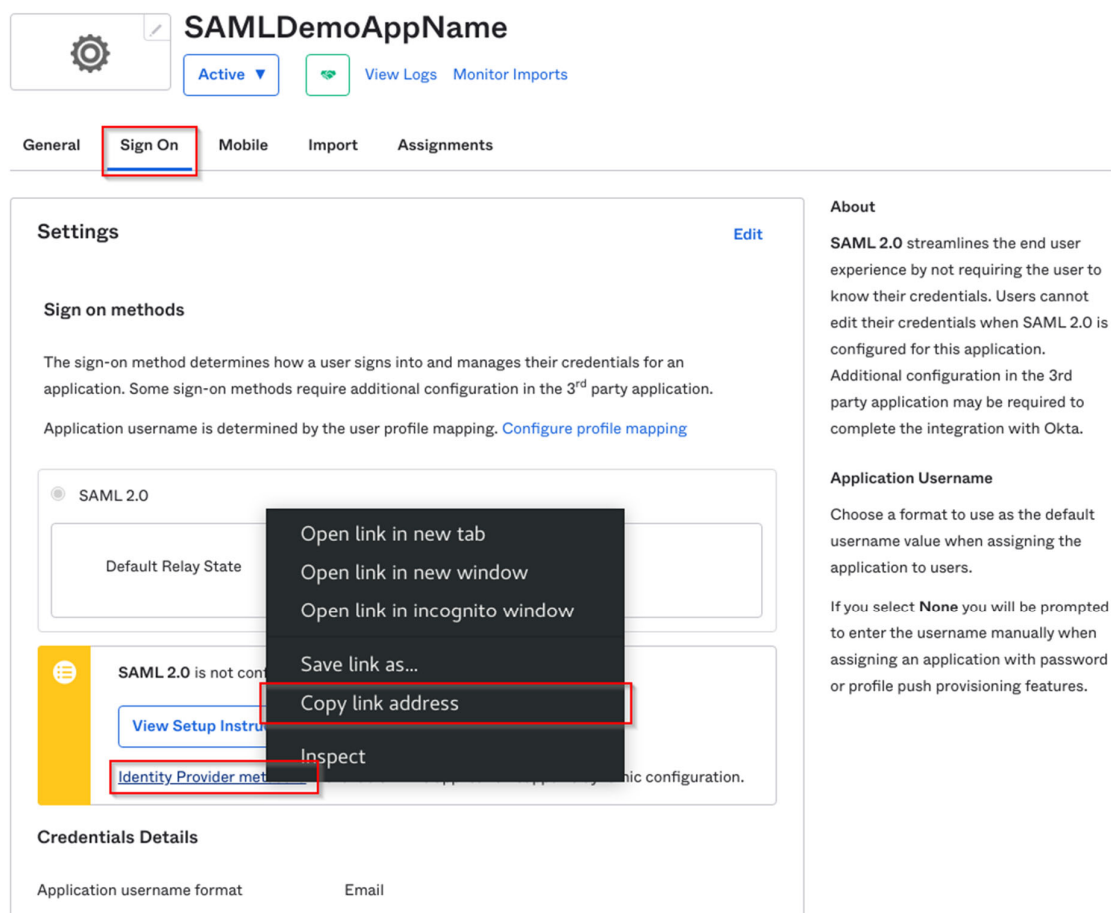 SAMLDemoAppName
Active ▼
View Logs
Monitor Imports
General
Sign On
Mobile
Import
Assignments
Settings
Edit
Sign on methods
The sign-on method determines how a user signs into and manages their credentials for an
application. Some sign-on methods require additional configuration in the 3rd party application.
Application username is determined by the user profile mapping. Configure profile mapping
SAML 2.0
Default Relay State
Open link in new tab
Open link in new window
Open link in incognito window
Save link as...
Copy link address
Inspect
SAML 2.0 is not
View Setup
Identity Provider
configuration.
Credentials Details
Application username format
Email
About
SAML 2.0 streamlines the end user
experience by not requiring the user to
know their credentials. Users cannot
edit their credentials when SAML 2.0 is
configured for this application.
Additional configuration in the 3rd
party application may be required to
complete the integration with Okta.
Application Username
Choose a format to use as the default
username value when assigning the
application to users.
If you select None you will be prompted
to enter the username manually when
assigning an application with password
or profile push provisioning features.